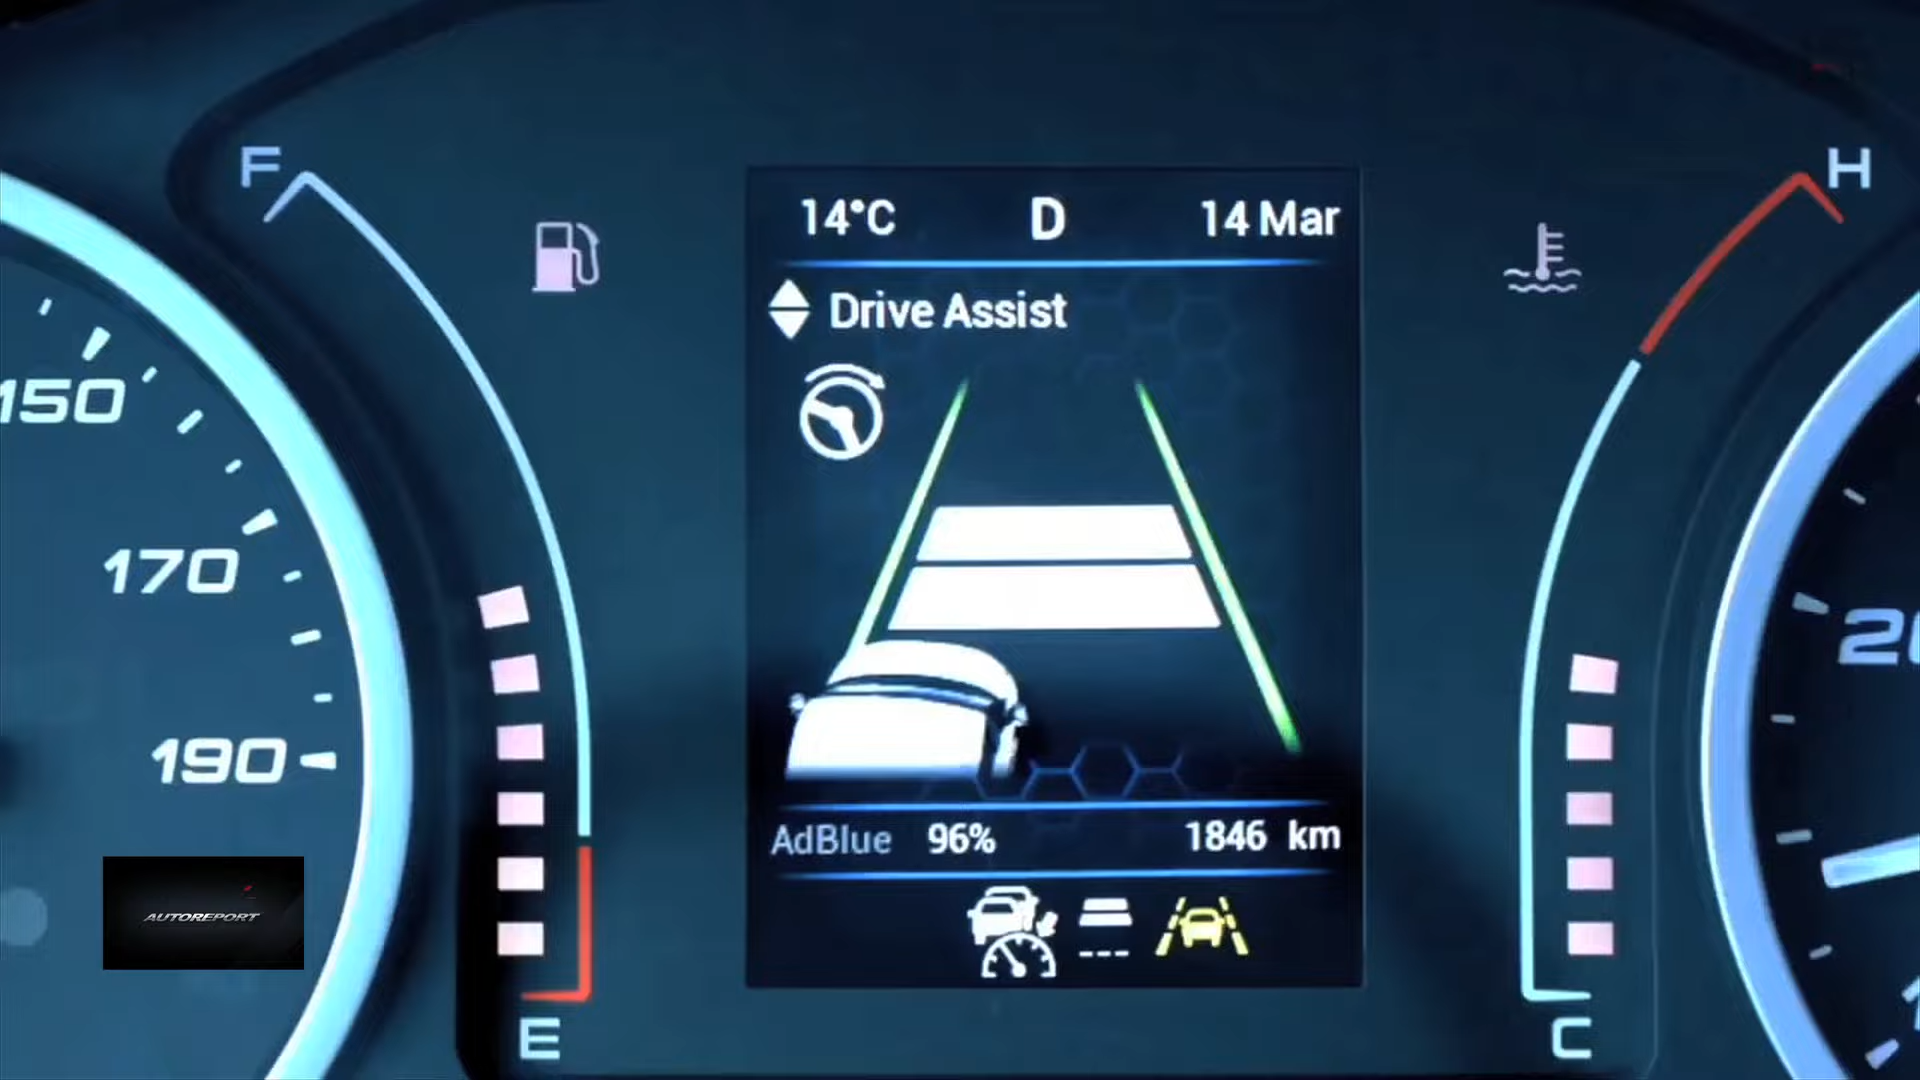 F
H
14°C D 14 Mar
Drive Assist
150
170
190
AdBlue 96% 1846 km
AUTOREPORT
E
C